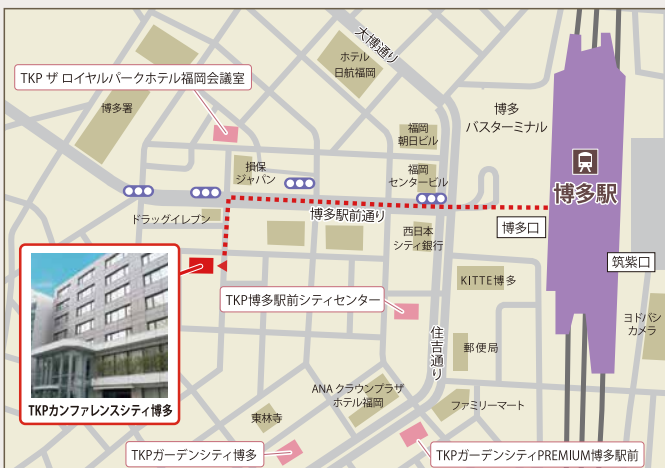 大博通り
ホテル
日航福岡
TKP ザ ロイヤルパークホテル福岡会議室
博多署
博多
バスターミナル
福岡
朝日ビル
損保
ジャパン
福岡
センタービル
博多駅
ドラッグイレブン
博多駅前通り
西日本
シティ銀行
博多口
筑紫口
KITTE博多
TKP博多駅前シティセンター
ヨドバシ
カメラ
住吉通り
郵便局
TKPカンファレンスシティ博多
ANA クラウンプラザ
ホテル福岡
ファミリーマート
東林寺
TKPガーデンシティ博多
TKPガーデンシティPREMIUM博多駅前